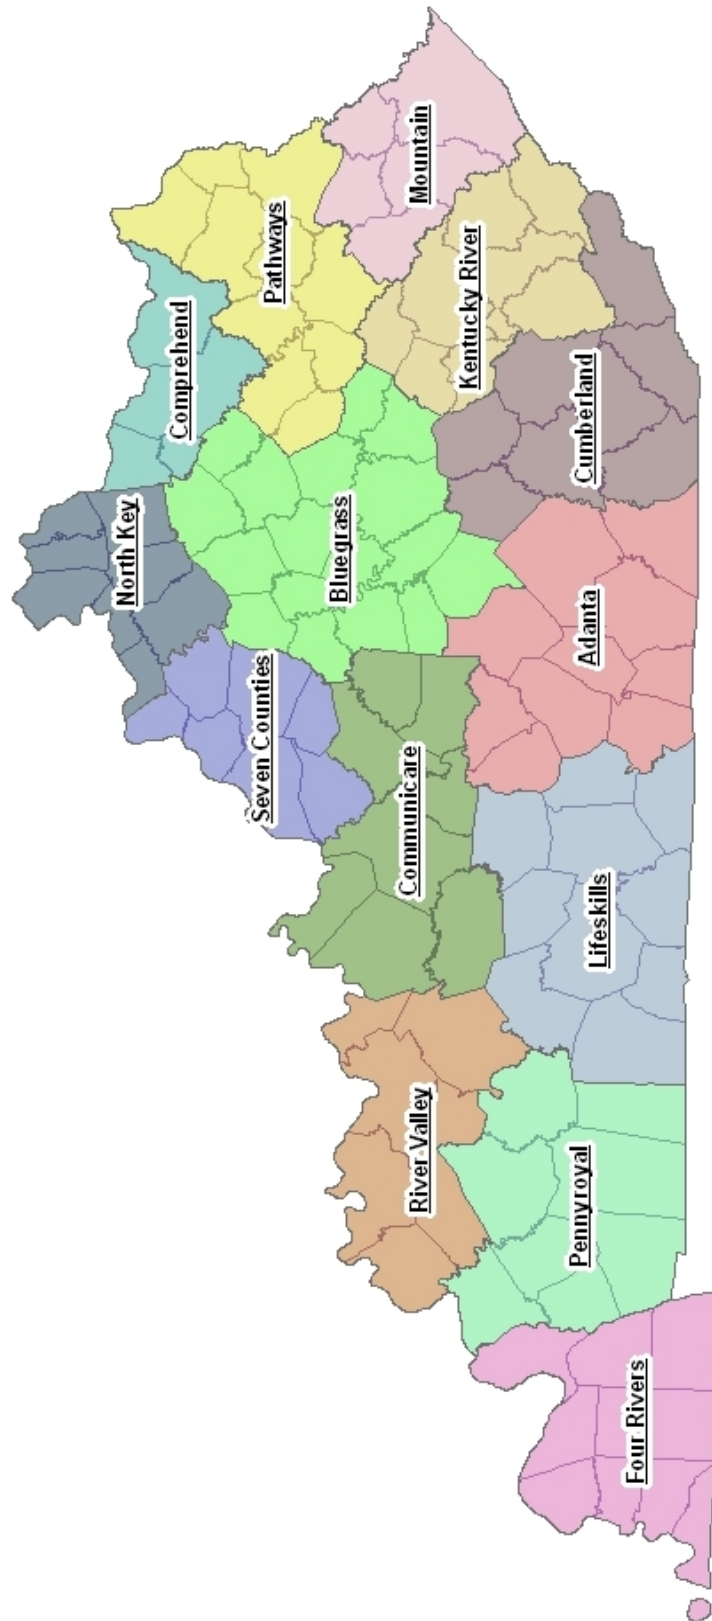 Four Rivers
Pennyroyal
River Valley
Lifeskills
Communicare
Seven Counties
Adanta
North Key
Bluegrass
Cumberland
Comprehend
Kentucky River
Pathways
Mountain